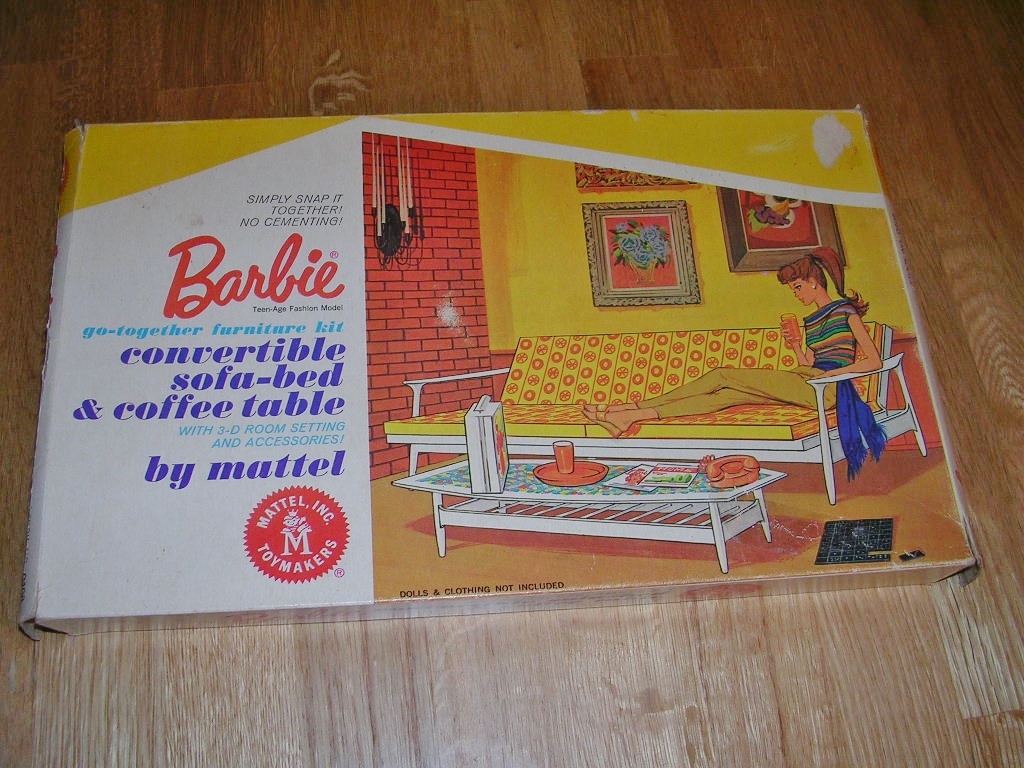 SIMPLY SNAP IT
TOGETHER!
NO CEMENTING!
Barbie®
Teen-Age Fashion Model
go-together furniture kit
convertible
sofa-bed
& coffee table
WITH 3-D ROOM SETTING
AND ACCESSORIES!
by mattel
MATTEL, INC.
M
TOYMAKERS
®
DOLLS & CLOTHING NOT INCLUDED